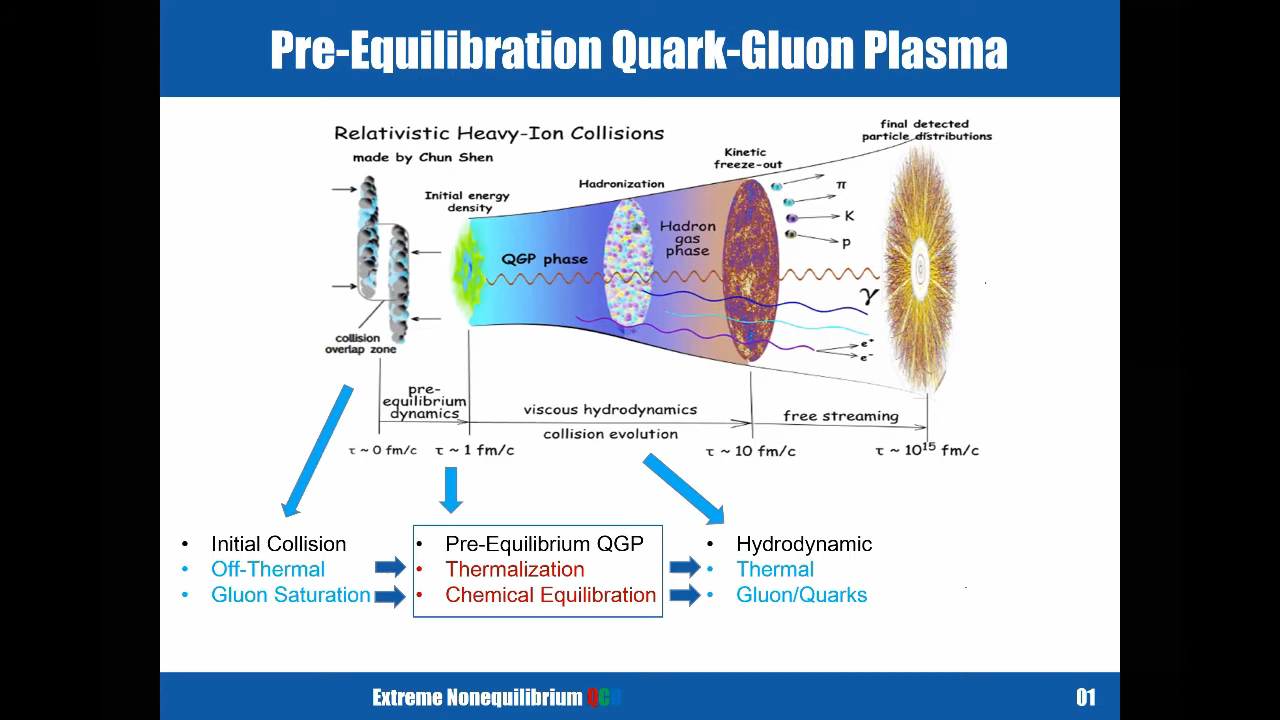 Pre-Equilibration Quark-Gluon Plasma
Relativistic Heavy-Ion Collisions
made by Chun Shen
Initial energy
density
Hadronization
Kinetic
freeze-out
final detected
particle distributions
π
K
p
QGP phase
Hadron
gas
phase
γ
e+
e-
collision
overlap zone
pre-
equilibrium
dynamics
viscous hydrodynamics
collision evolution
free streaming
τ ~ 0 fm/c
τ ~ 1 fm/c
τ ~ 10 fm/c
τ ~ 10¹⁵ fm/c
• Initial Collision
• Off-Thermal
• Gluon Saturation
• Pre-Equilibrium QGP
• Thermalization
• Chemical Equilibration
• Hydrodynamic
• Thermal
• Gluon/Quarks
Extreme Nonequilibrium QCD
01